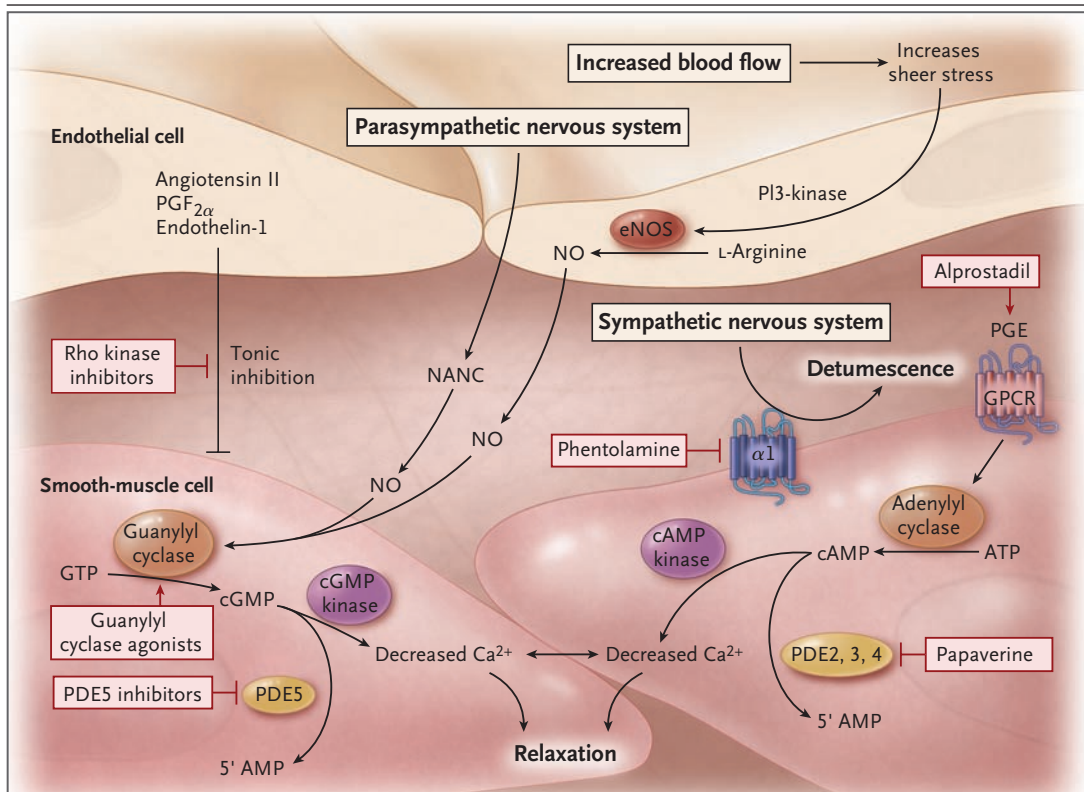 Increased blood flow
Increases
sheer stress
Parasympathetic nervous system
Endothelial cell
Angiotensin II
PGF2α
Endothelin-1
PI3-kinase
eNOS
NO
L-Arginine
Alprostadil
Sympathetic nervous system
PGE
Rho kinase
inhibitors
Tonic
inhibition
NANC
Detumescence
GPCR
NO
Phentolamine
α1
NO
Smooth-muscle cell
Guanylyl
cyclase
Adenylyl
cyclase
cAMP
kinase
cAMP
ATP
GTP
cGMP
cGMP
kinase
Guanylyl
cyclase agonists
Decreased Ca2+
Decreased Ca2+
PDE2, 3, 4
Papaverine
PDE5 inhibitors
PDE5
5' AMP
Relaxation
5' AMP